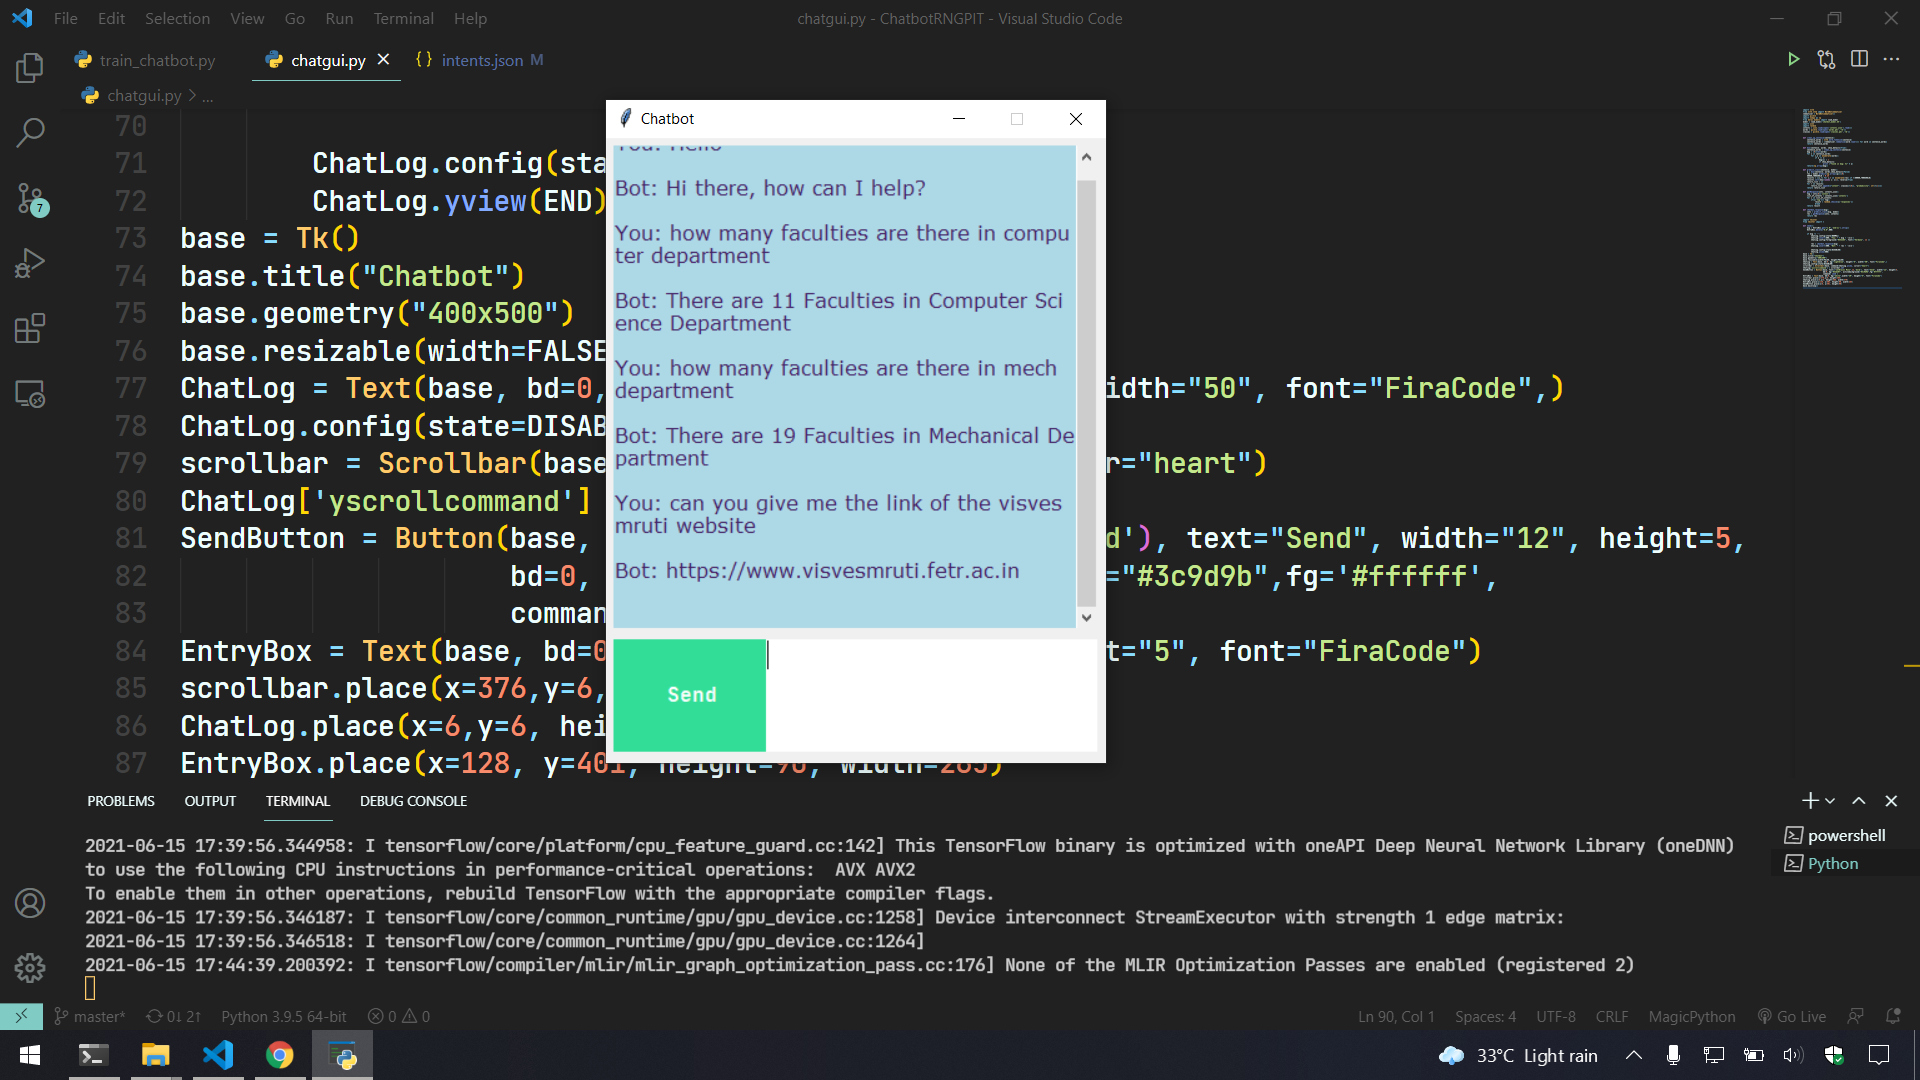 File Edit Selection View Go Run Terminal Help
chatgui.py - ChatbotRNGPIT - Visual Studio Code
train_chatbot.py
chatgui.py
{ } intents.json M
chatgui.py > ...
70
71 ChatLog.config(sta
72 ChatLog.yview(END)
73 base = Tk()
74 base.title("Chatbot")
75 base.geometry("400x500")
76 base.resizable(width=FALSE
77 ChatLog = Text(base, bd=0, idth="50", font="FiraCode",)
78 ChatLog.config(state=DISAB
79 scrollbar = Scrollbar(base r="heart")
80 ChatLog['yscrollcommand']
81 SendButton = Button(base, d'), text="Send", width="12", height=5,
82 bd=0, ="#3c9d9b",fg='#ffffff',
83 comman
84 EntryBox = Text(base, bd=0 t="5", font="FiraCode")
85 scrollbar.place(x=376,y=6,
86 ChatLog.place(x=6,y=6, hei
87 EntryBox.place(x=128, y=401, height=90, width=265)
Chatbot
You: Hello
Bot: Hi there, how can I help?
You: how many faculties are there in compu
ter department
Bot: There are 11 Faculties in Computer Sci
ence Department
You: how many faculties are there in mech
department
Bot: There are 19 Faculties in Mechanical De
partment
You: can you give me the link of the visves
mruti website
Bot: https://www.visvesmruti.fetr.ac.in
Send
7
PROBLEMS OUTPUT TERMINAL DEBUG CONSOLE
powershell
Python
2021-06-15 17:39:56.344958: I tensorflow/core/platform/cpu_feature_guard.cc:142] This TensorFlow binary is optimized with oneAPI Deep Neural Network Library (oneDNN)
to use the following CPU instructions in performance-critical operations:  AVX AVX2
To enable them in other operations, rebuild TensorFlow with the appropriate compiler flags.
2021-06-15 17:39:56.346187: I tensorflow/core/common_runtime/gpu/gpu_device.cc:1258] Device interconnect StreamExecutor with strength 1 edge matrix:
2021-06-15 17:39:56.346518: I tensorflow/core/common_runtime/gpu/gpu_device.cc:1264]
2021-06-15 17:44:39.200392: I tensorflow/compiler/mlir/mlir_graph_optimization_pass.cc:176] None of the MLIR Optimization Passes are enabled (registered 2)
master* 0↓ 2↑ Python 3.9.5 64-bit 0 0
Ln 90, Col 1 Spaces: 4 UTF-8 CRLF MagicPython Go Live
33°C Light rain